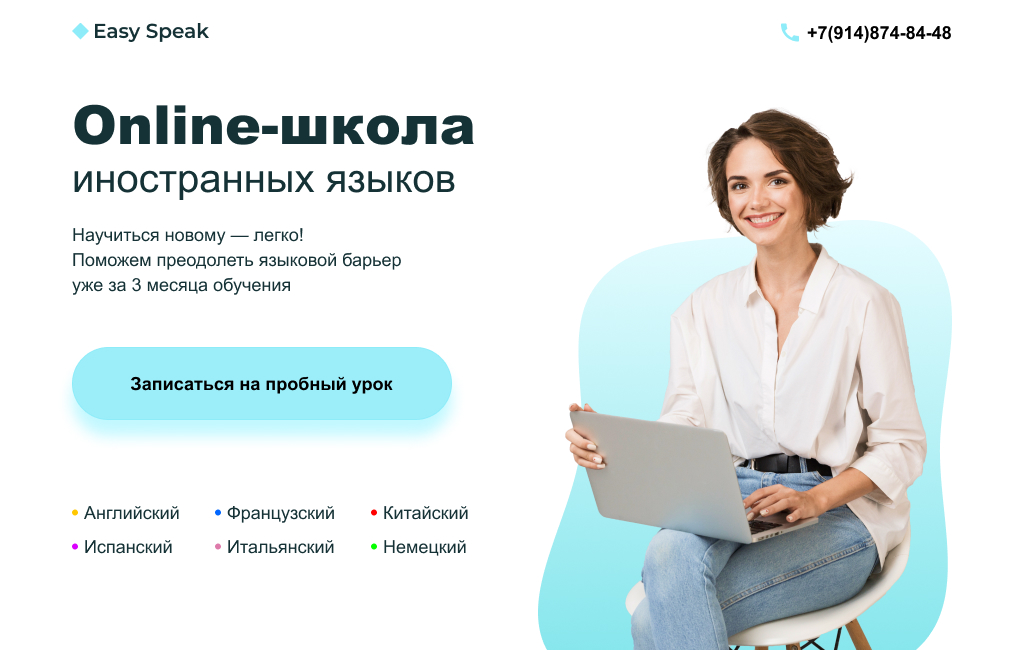 Easy Speak
+7(914)874-84-48
Online-школа
иностранных языков
Научиться новому — легко!
Поможем преодолеть языковой барьер
уже за 3 месяца обучения
Записаться на пробный урок
Английский
Французский
Китайский
Испанский
Итальянский
Немецкий